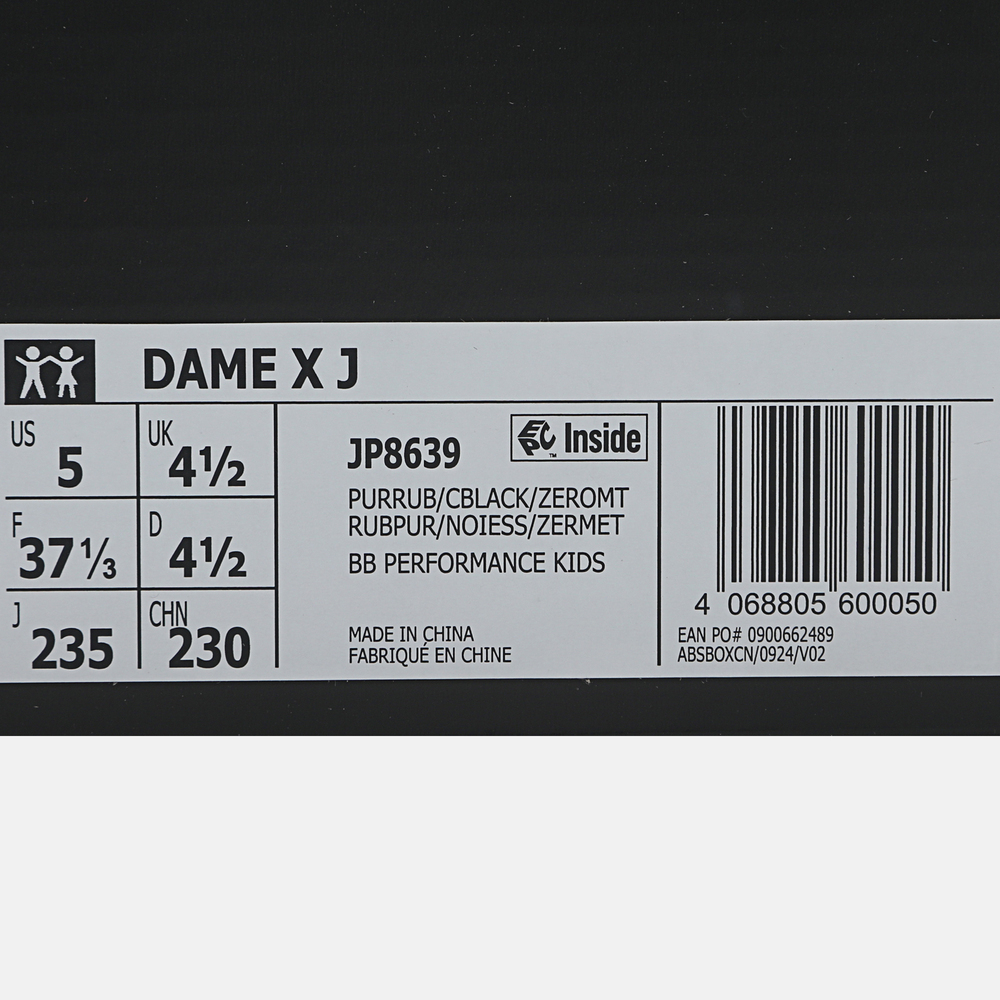 DAME X J
US 5
UK 4½
F 37⅓
D 4½
J 235
CHN 230
JP8639
EPC™ Inside
PURRUB/CBLACK/ZEROMT
RUBPUR/NOIESS/ZERMET
BB PERFORMANCE KIDS
MADE IN CHINA
FABRIQUÉ EN CHINE
4 068805 600050
EAN PO# 0900662489
ABSBOXCN/0924/V02